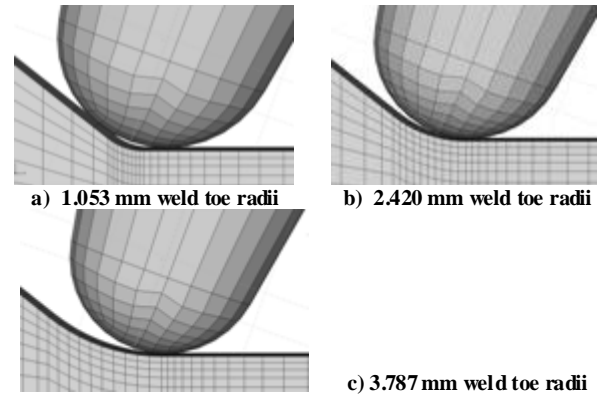 a) 1.053 mm weld toe radii
b) 2.420 mm weld toe radii
c) 3.787 mm weld toe radii